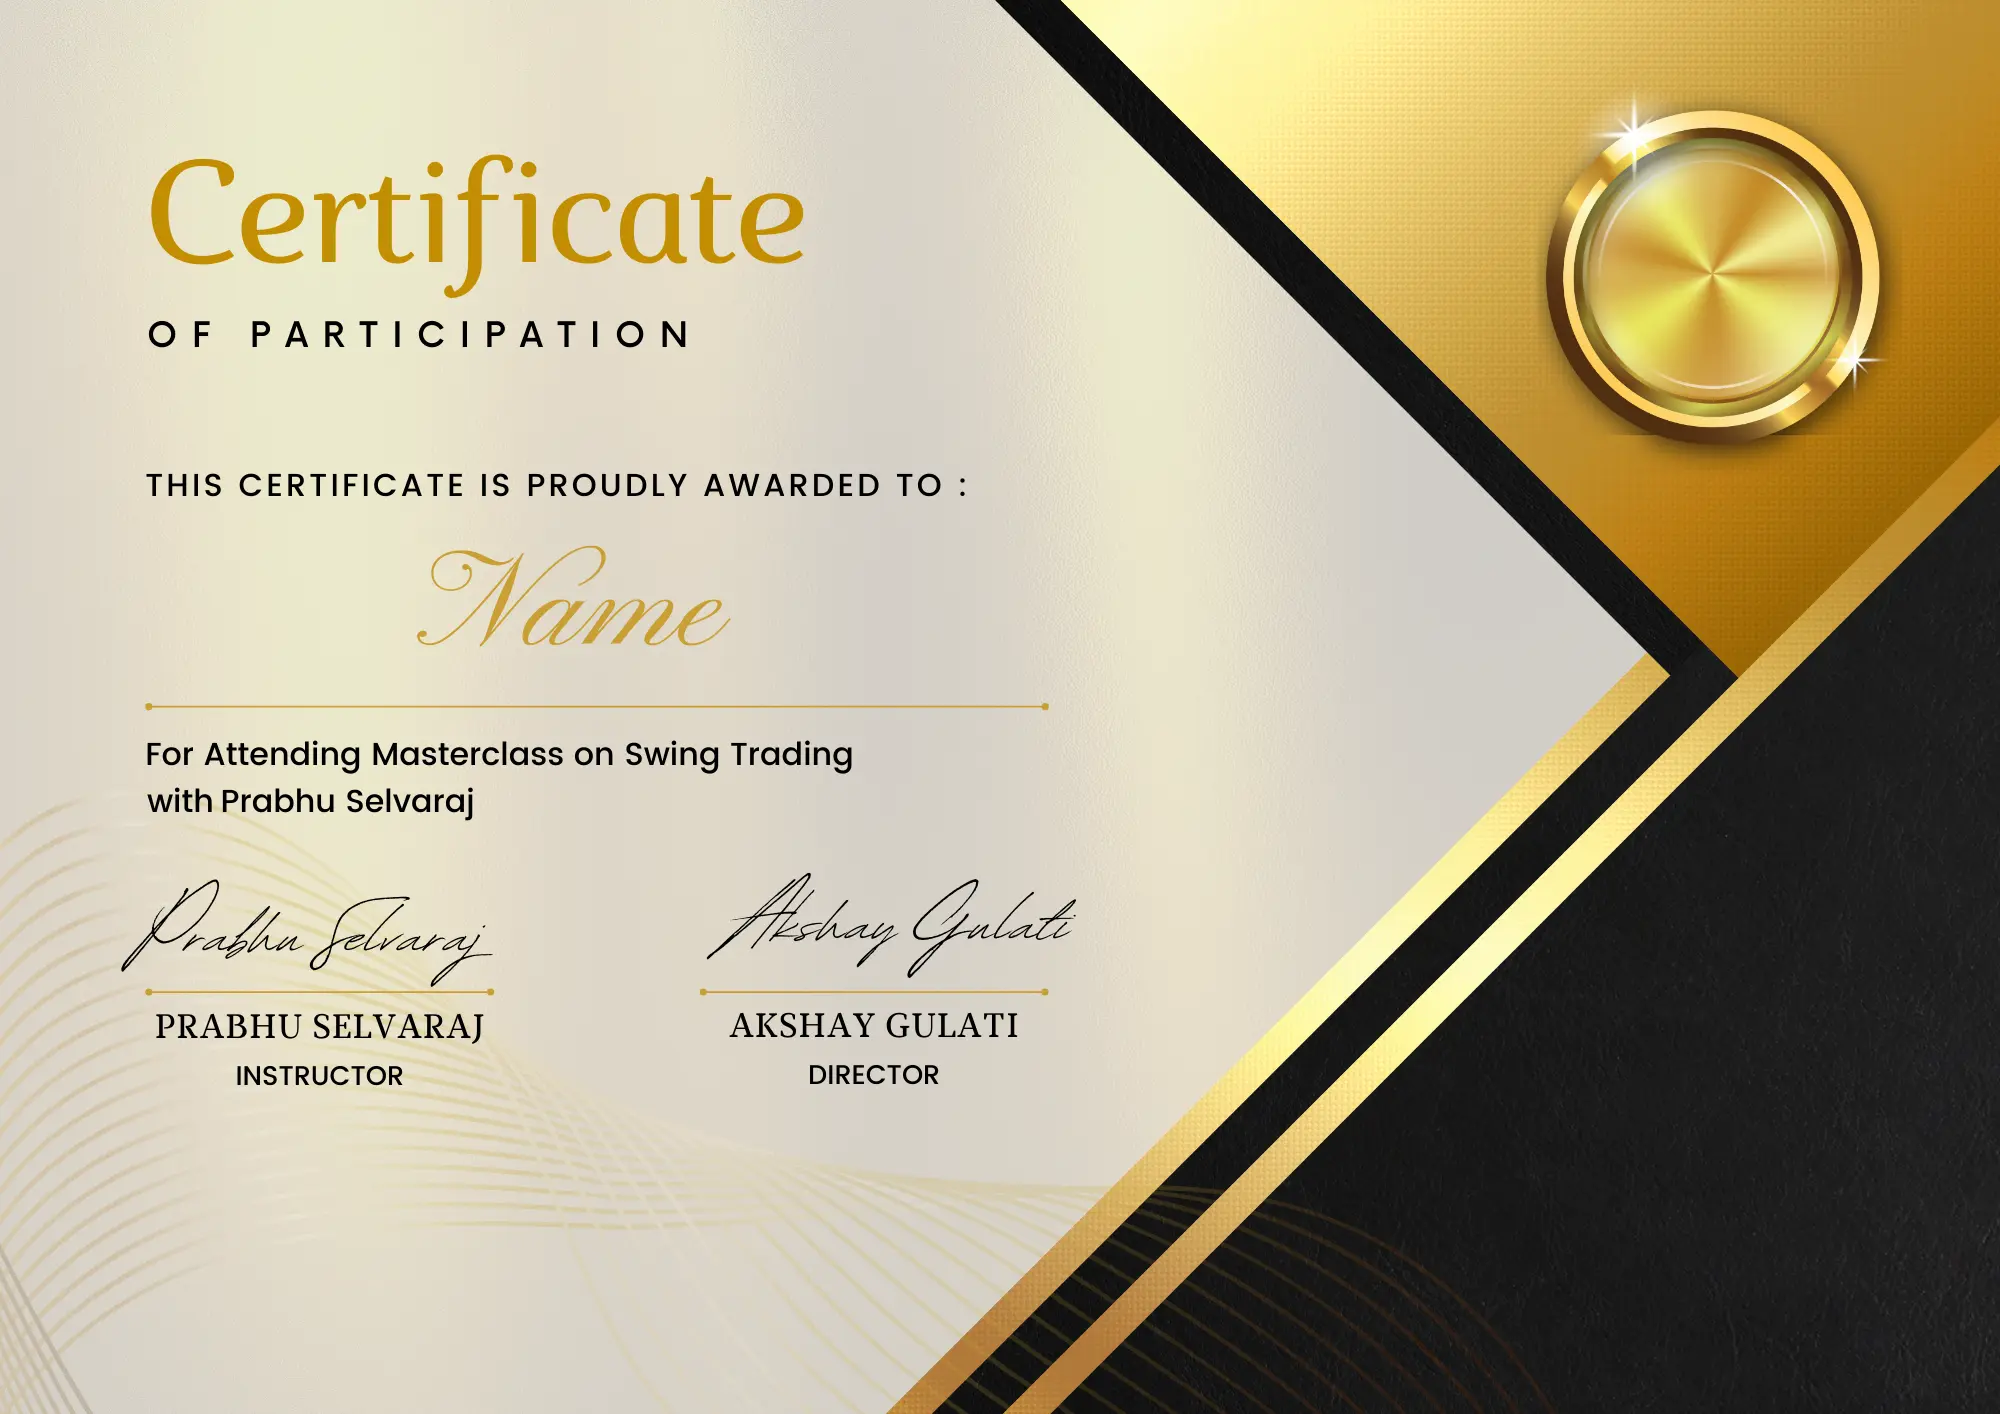 Certificate
OF PARTICIPATION
THIS CERTIFICATE IS PROUDLY AWARDED TO :
Name
For Attending Masterclass on Swing Trading
with Prabhu Selvaraj
Prabhu Selvaraj
Akshay Gulati
PRABHU SELVARAJ
AKSHAY GULATI
INSTRUCTOR
DIRECTOR